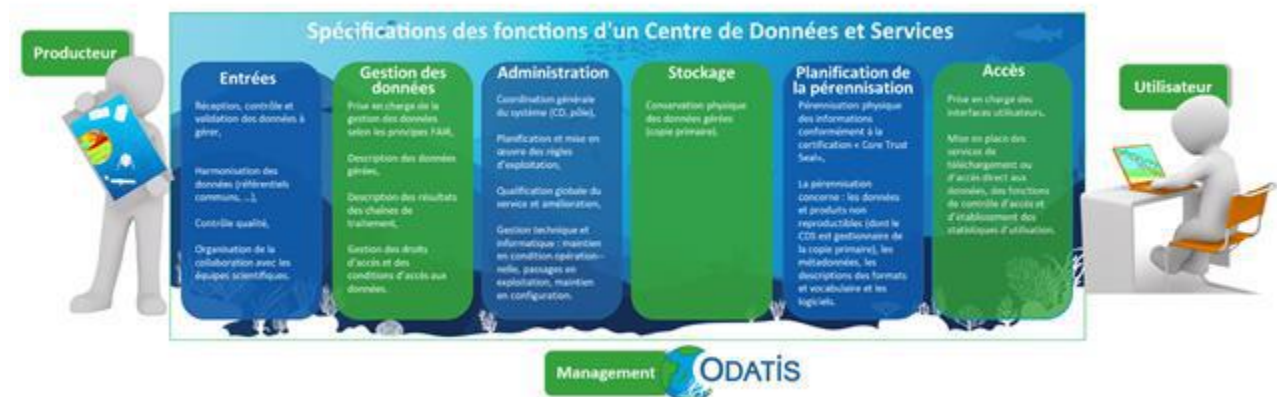 Spécifications des fonctions d'un Centre de Données et Services
Producteur
Entrées
Réception, contrôle et
validation des données à
gérer,
Harmonisation des
données (référentiels
communs, ...),
Contrôle qualité,
Organisation de la
collaboration avec les
équipes scientifiques.
Gestion des
données
Prise en charge de la
gestion des données
selon les principes FAIR,
Description des données
gérées,
Description des résultats
des chaînes de
traitement,
Gestion des droits
d'accès et des
conditions d'accès aux
données.
Administration
Coordination générale
du système (CD, pôle),
Planification et mise en
œuvre des règles
d'exploitation,
Qualification globale du
service et amélioration,
Gestion technique et
informatique : maintien
en condition opération--
nelle, passages en
exploitation, maintien
en configuration.
Stockage
Conservation physique
des données gérées
(copie primaire).
Planification de
la pérennisation
Pérennisation physique
des informations
conformément à la
certification « Core Trust
Seal»,
La pérennisation
concerne : les données
et produits non
reproductibles (dont le
CDS est gestionnaire de
la copie primaire), les
métadonnées, les
descriptions des formats
et vocabulaire et les
logiciels.
Accès
Prise en charge des
interfaces utilisateurs,
Mise en place des
services de
téléchargement ou
d'accès direct aux
données, des fonctions
de contrôle d'accès et
d'établissement des
statistiques d'utilisation.
Utilisateur
Management
ODATIS